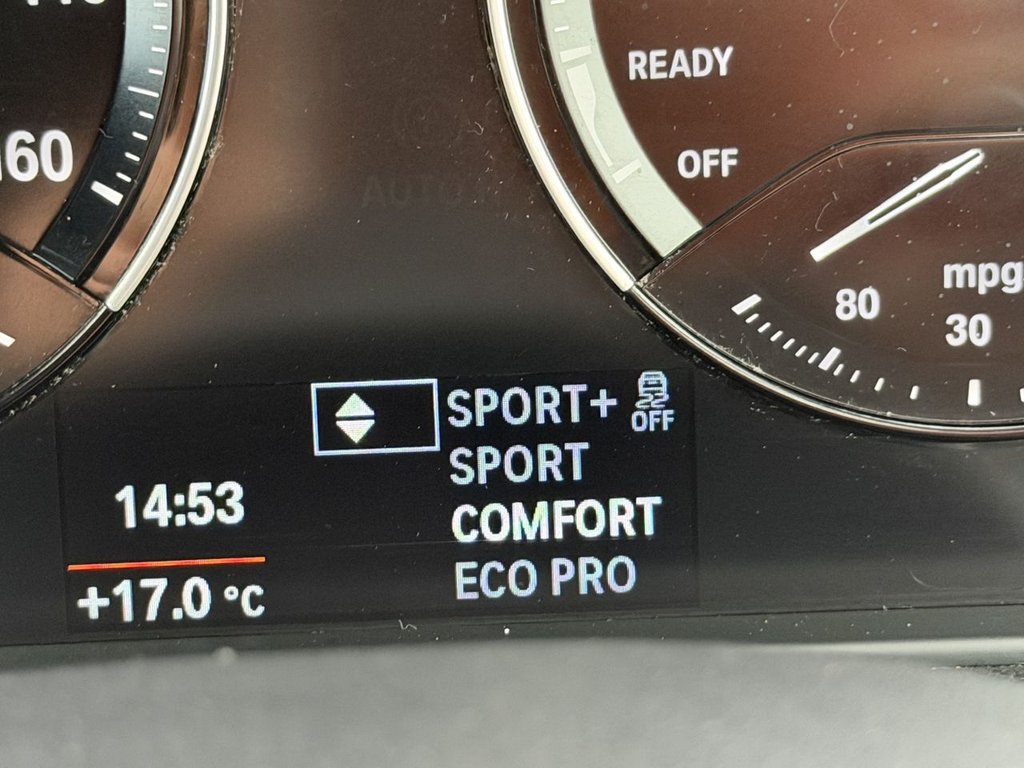 160
READY
OFF
80
mpg
30
SPORT+
OFF
SPORT
14:53
COMFORT
+17.0 °C
ECO PRO